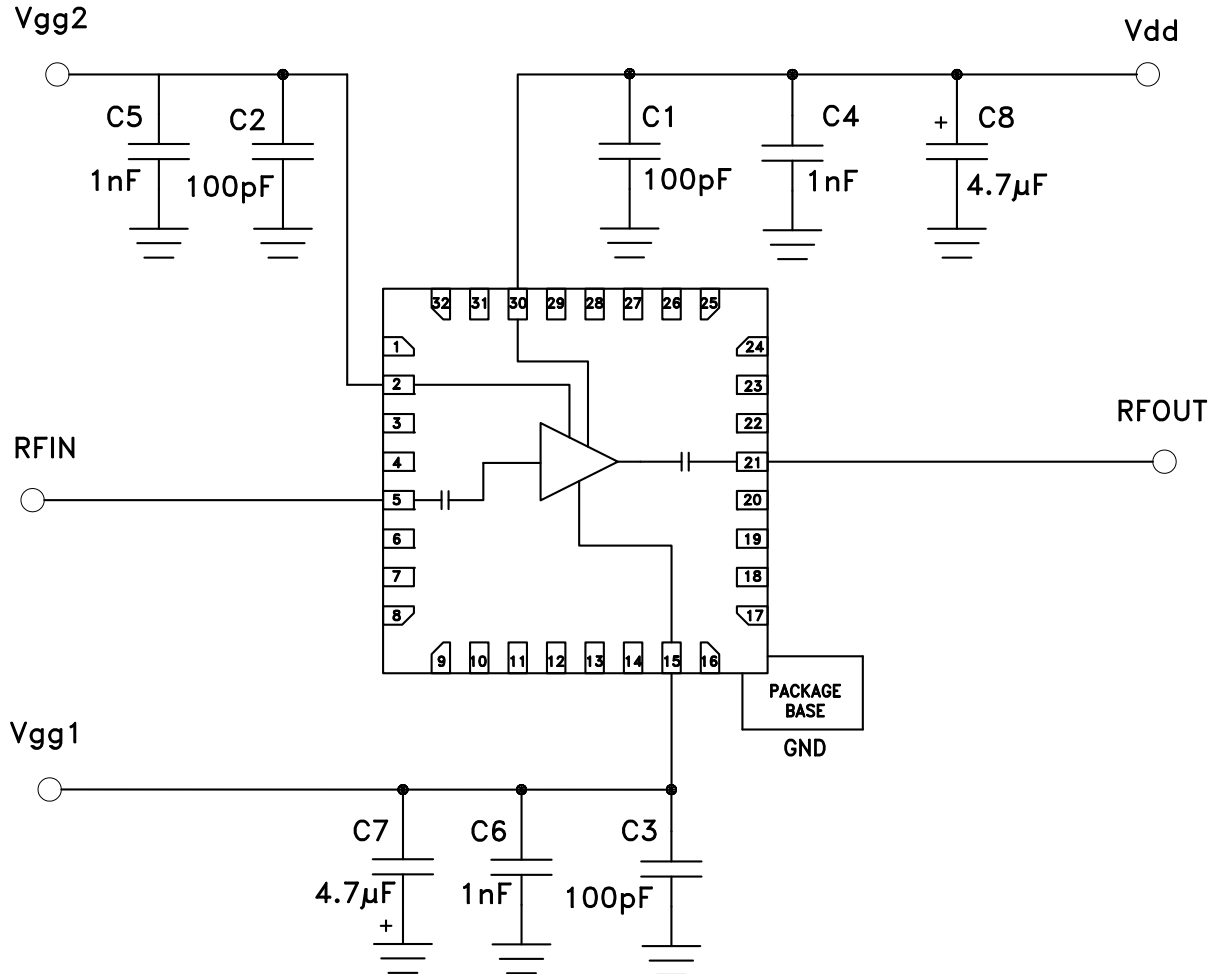 Vgg2
Vdd
C5
C2
C1
C4
+ C8
1nF
100pF
100pF
1nF
4.7µF
32 31 30 29 28 27 26 25
1
24
2
23
3
22
RFOUT
RFIN
4
21
5
20
6
19
7
18
8
17
9 10 11 12 13 14 15 16
PACKAGE
BASE
GND
Vgg1
C7
C6
C3
4.7µF
1nF
100pF
+